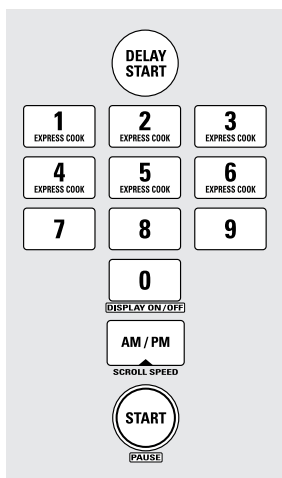 DELAY
START
1 2 3
EXPRESS COOK EXPRESS COOK EXPRESS COOK
4 5 6
EXPRESS COOK EXPRESS COOK EXPRESS COOK
7 8 9
0
DISPLAY ON/OFF
AM / PM
SCROLL SPEED
START
PAUSE